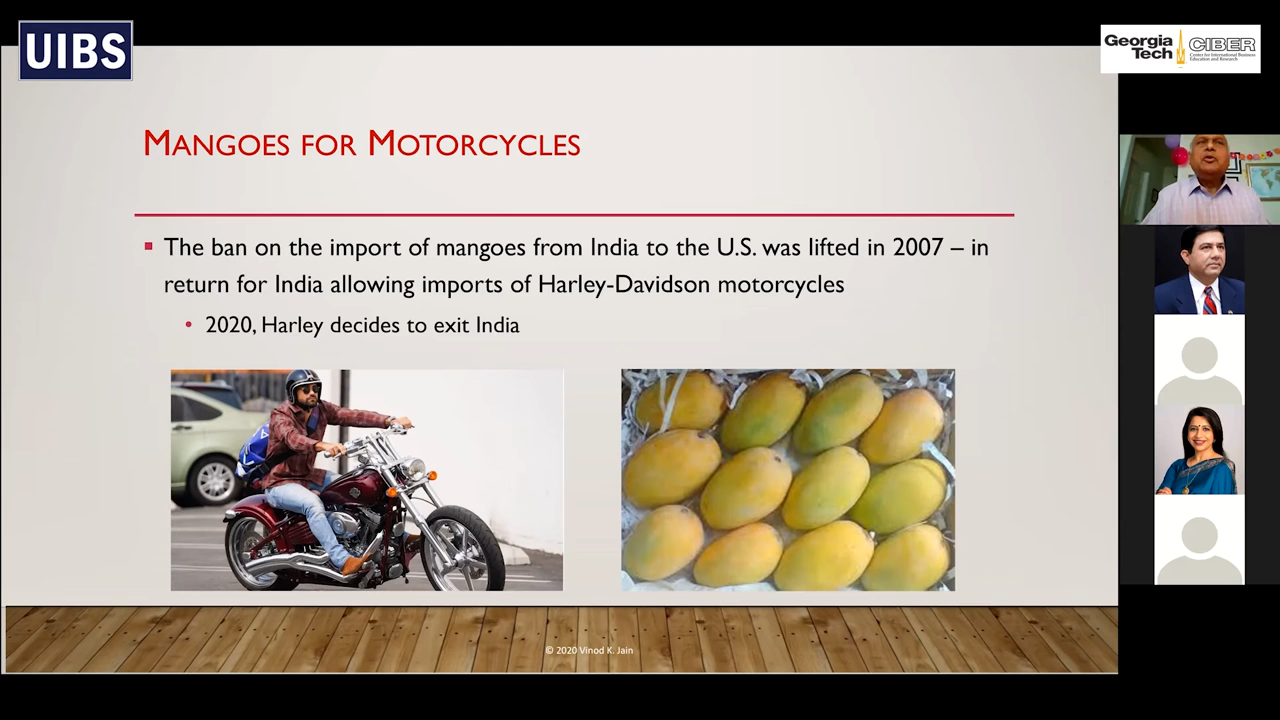 UIBS
Georgia Tech
CIBER
Center for International Business
Education and Research
MANGOES FOR MOTORCYCLES
The ban on the import of mangoes from India to the U.S. was lifted in 2007 – in
return for India allowing imports of Harley-Davidson motorcycles
2020, Harley decides to exit India
© 2020 Vinod K. Jain